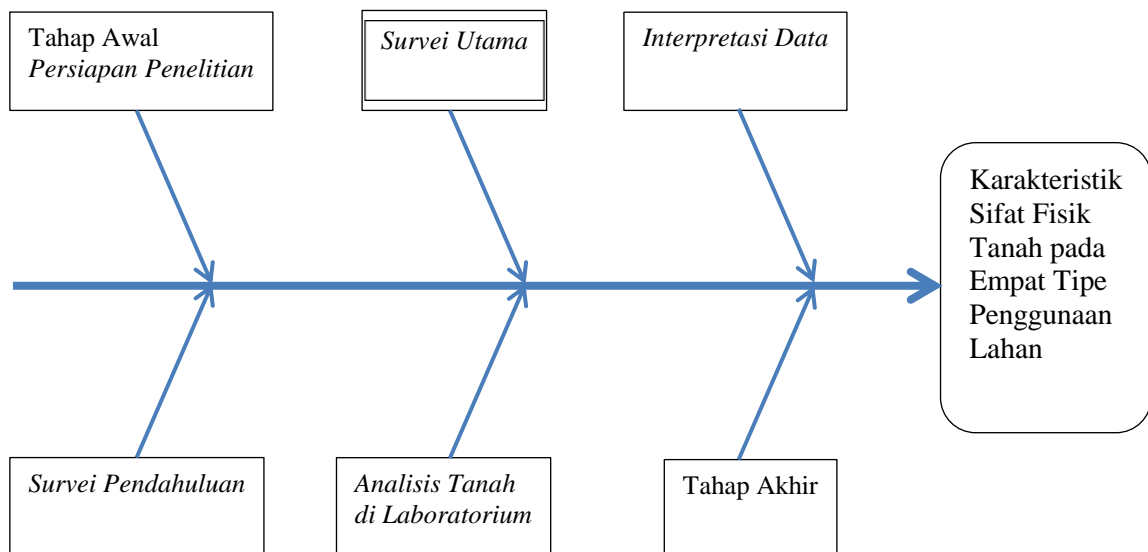 Tahap Awal
Persiapan Penelitian
Survei Utama
Interpretasi Data
Karakteristik
Sifat Fisik
Tanah pada
Empat Tipe
Penggunaan
Lahan
Survei Pendahuluan
Analisis Tanah
di Laboratorium
Tahap Akhir